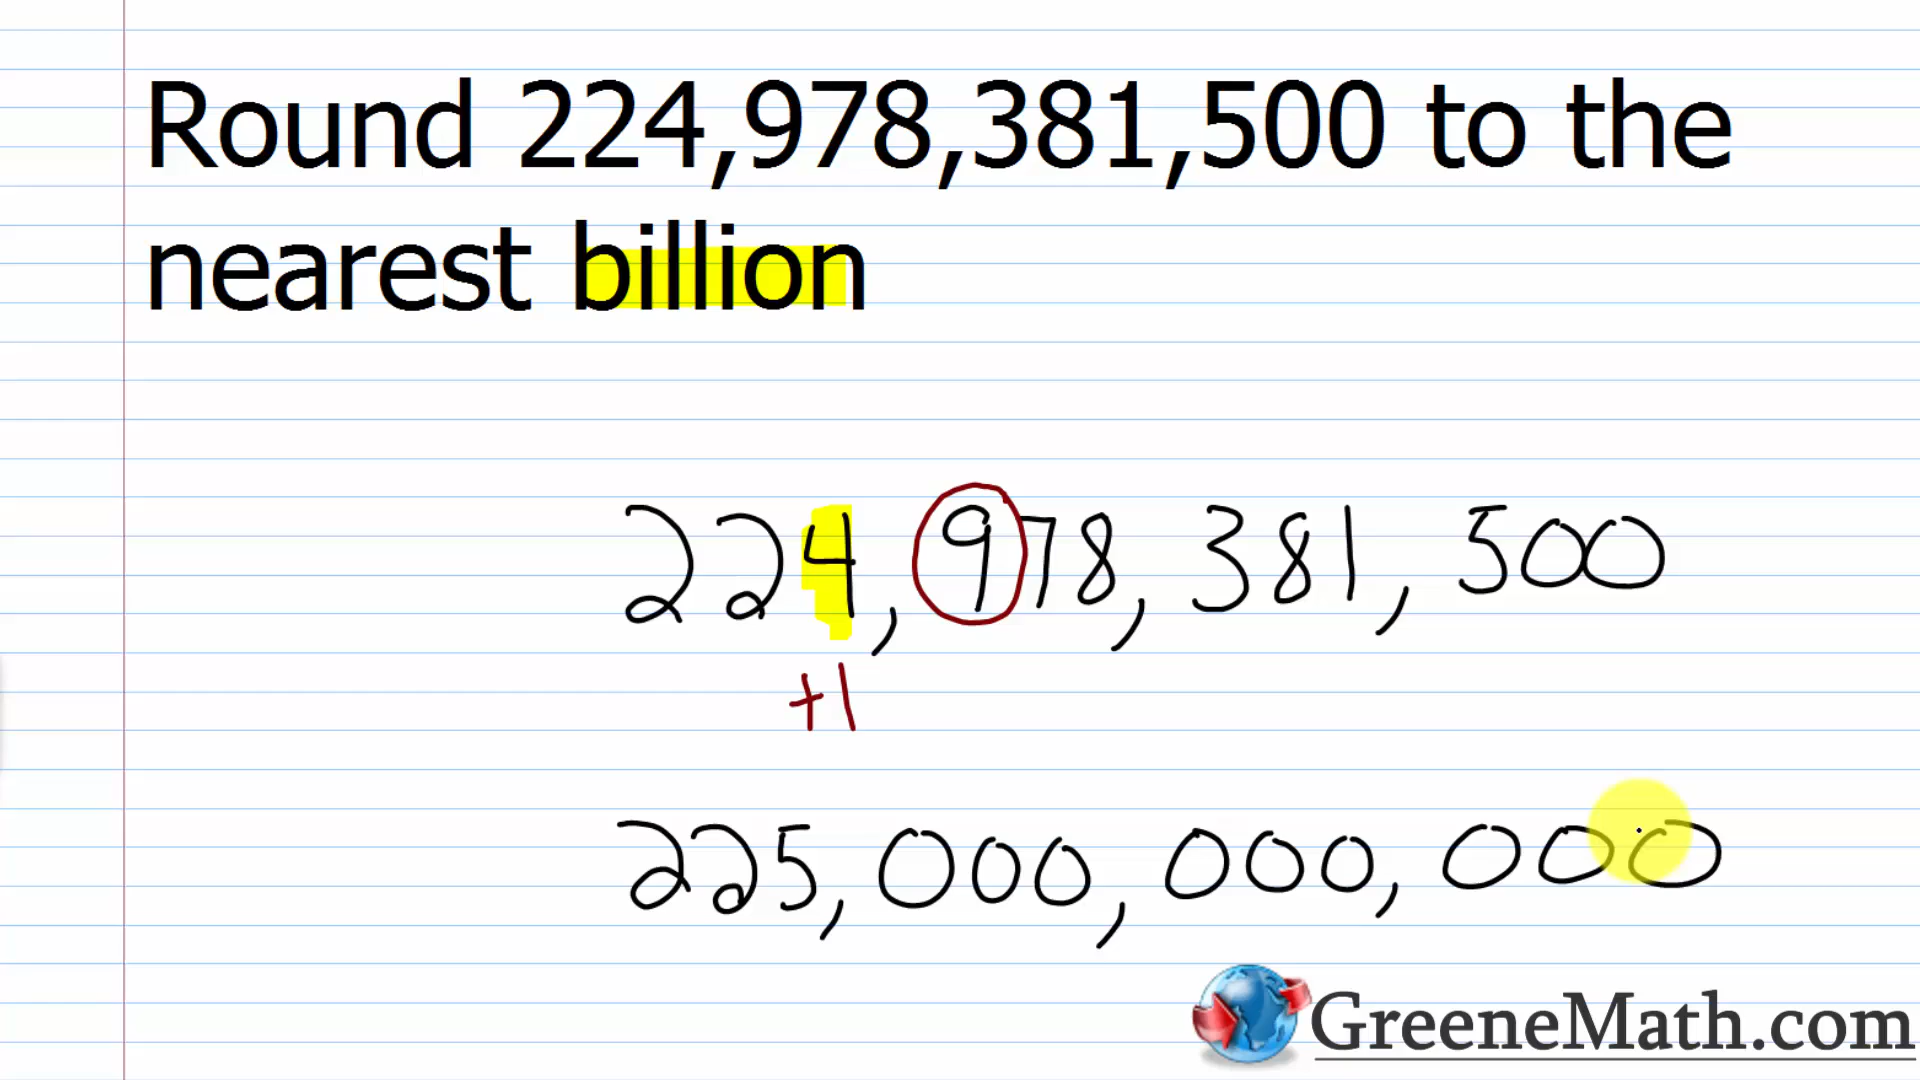 Round 224,978,381,500 to the
nearest billion
224,978,381,500
+1
225,000,000,000
GreeneMath.com